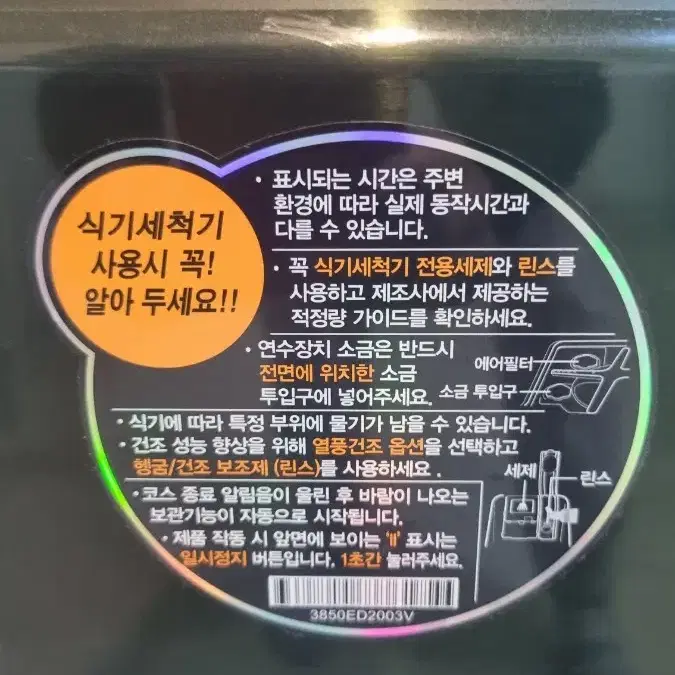 식기세척기
사용시 꼭!
알아 두세요!!
· 표시되는 시간은 주변
환경에 따라 실제 동작시간과
다를 수 있습니다.
· 꼭 식기세척기 전용세제와 린스를
사용하고 제조사에서 제공하는
적정량 가이드를 확인하세요.
· 연수장치 소금은 반드시
전면에 위치한 소금
투입구에 넣어주세요.
에어필터
소금 투입구
· 식기에 따라 특정 부위에 물기가 남을 수 있습니다.
· 건조 성능 향상을 위해 열풍건조 옵션을 선택하고
헹굼/건조 보조제 (린스)를 사용하세요.
세제
린스
· 코스 종료 알림음이 울린 후 바람이 나오는
보관기능이 자동으로 시작됩니다.
· 제품 작동 시 앞면에 보이는 'II' 표시는
일시정지 버튼입니다. 1초간 눌러주세요.
3850ED2003V